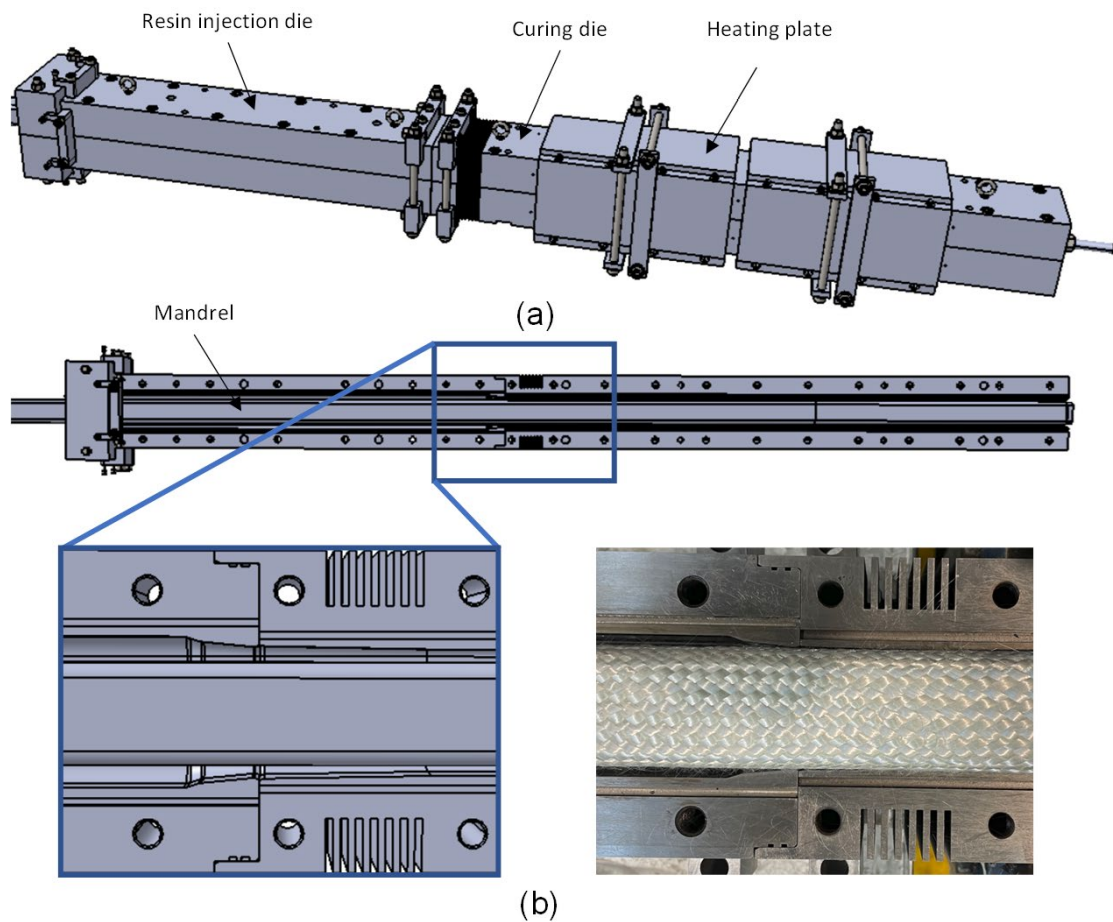 Resin injection die
Curing die
Heating plate
(a)
Mandrel
(b)